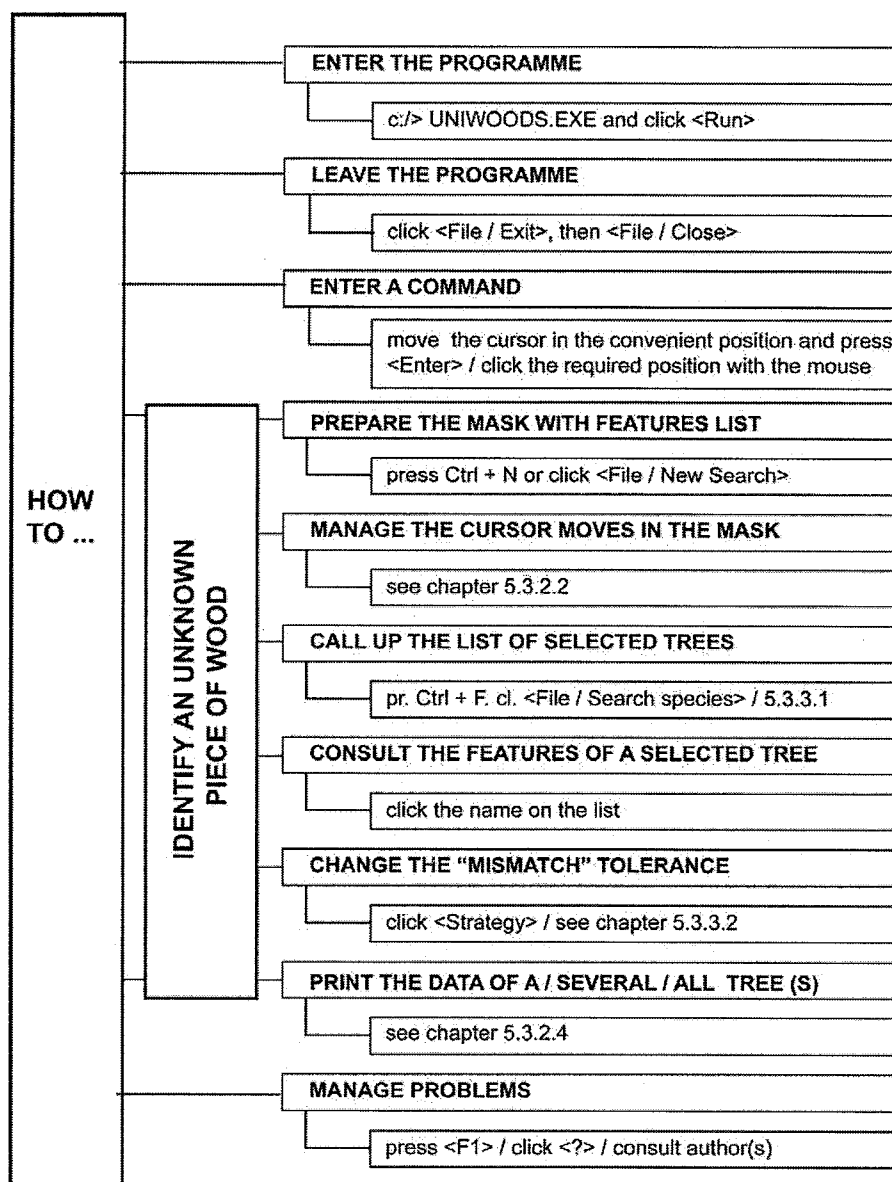 HOW
TO ...
ENTER THE PROGRAMME
c:/> UNIWOODS.EXE and click <Run>
LEAVE THE PROGRAMME
click <File / Exit>, then <File / Close>
ENTER A COMMAND
move the cursor in the convenient position and press
<Enter> / click the required position with the mouse
IDENTIFY AN UNKNOWN
PIECE OF WOOD
PREPARE THE MASK WITH FEATURES LIST
press Ctrl + N or click <File / New Search>
MANAGE THE CURSOR MOVES IN THE MASK
see chapter 5.3.2.2
CALL UP THE LIST OF SELECTED TREES
pr. Ctrl + F. cl. <File / Search species> / 5.3.3.1
CONSULT THE FEATURES OF A SELECTED TREE
click the name on the list
CHANGE THE “MISMATCH” TOLERANCE
click <Strategy> / see chapter 5.3.3.2
PRINT THE DATA OF A / SEVERAL / ALL TREE (S)
see chapter 5.3.2.4
MANAGE PROBLEMS
press <F1> / click <?> / consult author(s)